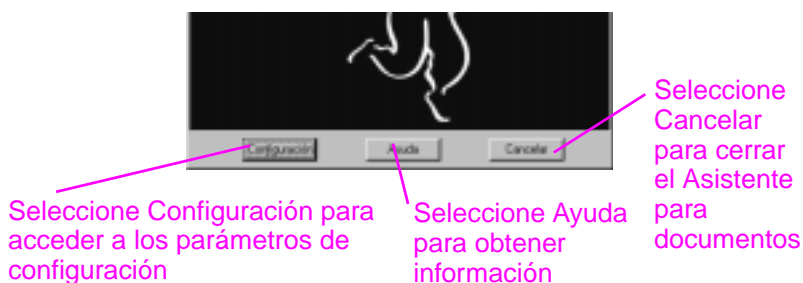 Configuración
Ayuda
Cancelar
Seleccione
Cancelar
para cerrar
el Asistente
para
documentos
Seleccione Configuración para
acceder a los parámetros de
configuración
Seleccione Ayuda
para obtener
información